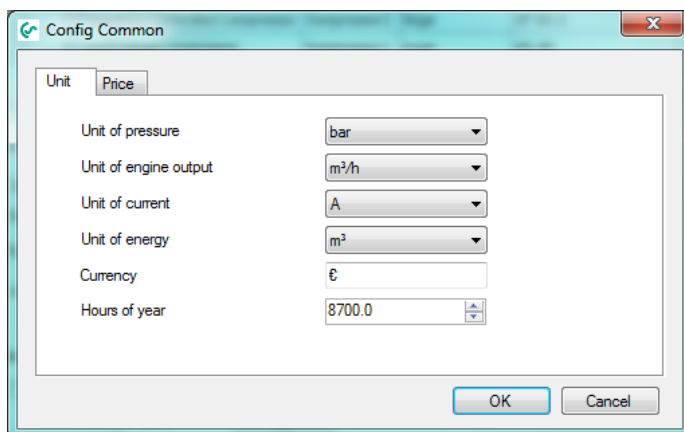 Config Common
Unit Price
Unit of pressure bar
Unit of engine output m³/h
Unit of current A
Unit of energy m³
Currency €
Hours of year 8700.0
OK Cancel